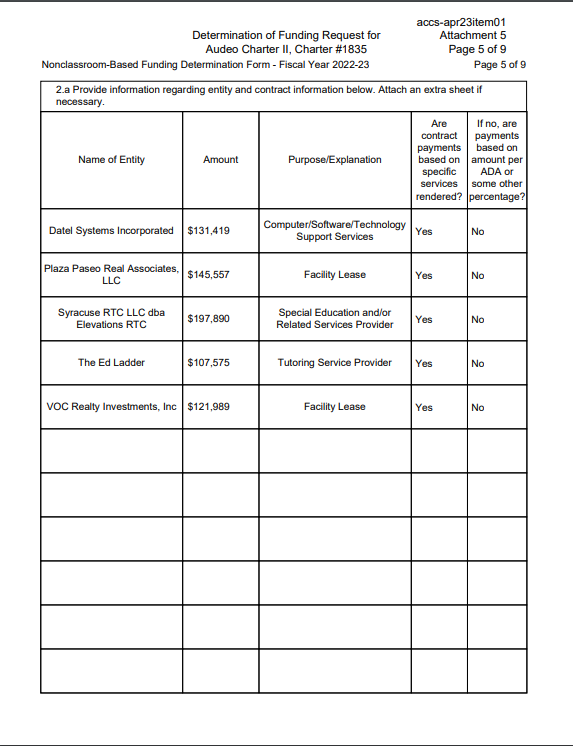 accs-apr23item01
Determination of Funding Request for
Attachment 5
Audeo Charter II, Charter #1835
Page 5 of 9
Nonclassroom-Based Funding Determination Form - Fiscal Year 2022-23
Page 5 of 9
2.a Provide information regarding entity and contract information below. Attach an extra sheet if
necessary.
Name of Entity
Amount
Purpose/Explanation
Are
contract
payments
based on
specific
services
rendered?
If no, are
payments
based on
amount per
ADA or
some other
percentage?
Datel Systems Incorporated
$131,419
Computer/Software/Technology
Support Services
Yes
No
Plaza Paseo Real Associates,
LLC
$145,557
Facility Lease
Yes
No
Syracuse RTC LLC dba
Elevations RTC
$197,890
Special Education and/or
Related Services Provider
Yes
No
The Ed Ladder
$107,575
Tutoring Service Provider
Yes
No
VOC Realty Investments, Inc
$121,989
Facility Lease
Yes
No